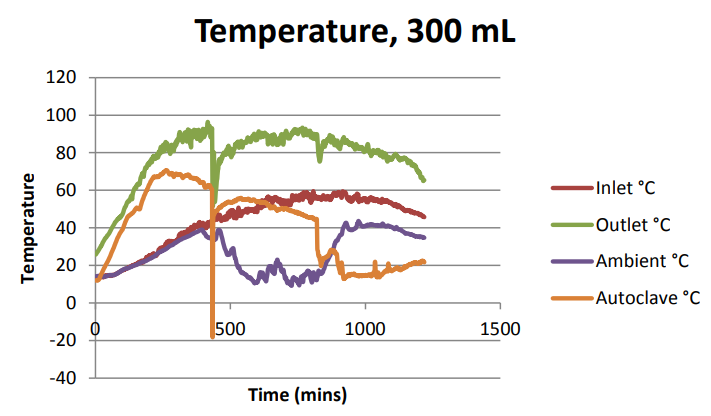 Temperature, 300 mL
120
100
80
60
40
20
0
-20
-40
0
500
1000
1500
Temperature
Time (mins)
Inlet °C
Outlet °C
Ambient °C
Autoclave °C